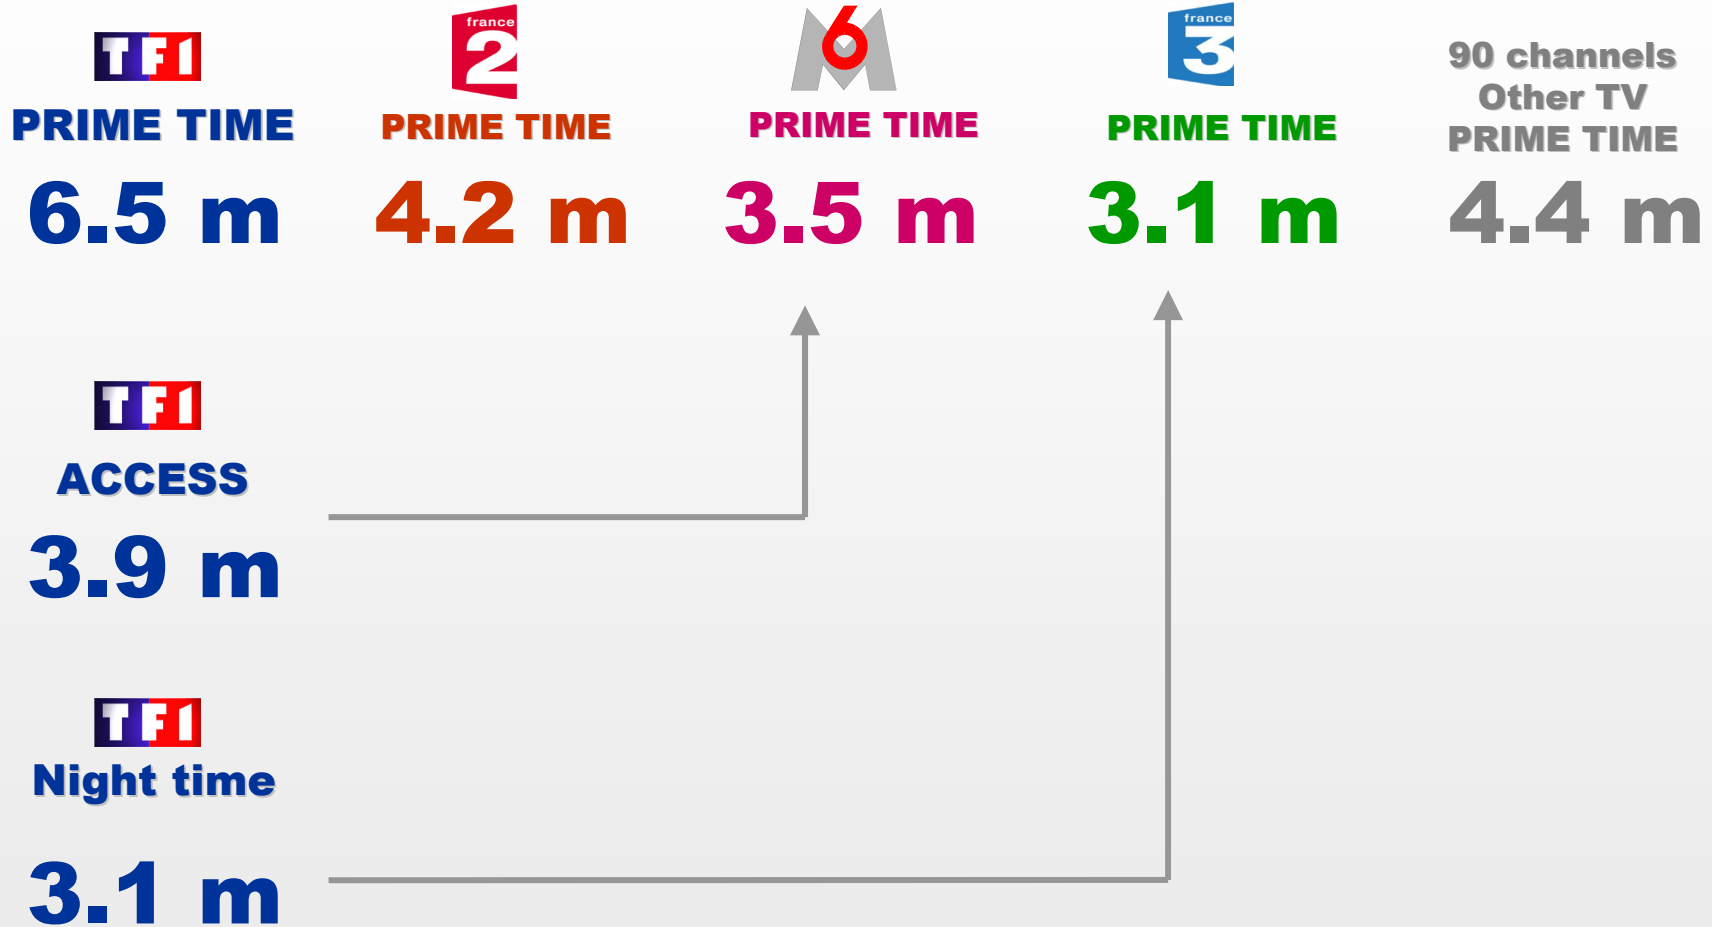 TF1
PRIME TIME
6.5 m
france
2
PRIME TIME
4.2 m
M6
PRIME TIME
3.5 m
france
3
PRIME TIME
3.1 m
90 channels
Other TV
PRIME TIME
4.4 m
TF1
ACCESS
3.9 m
TF1
Night time
3.1 m